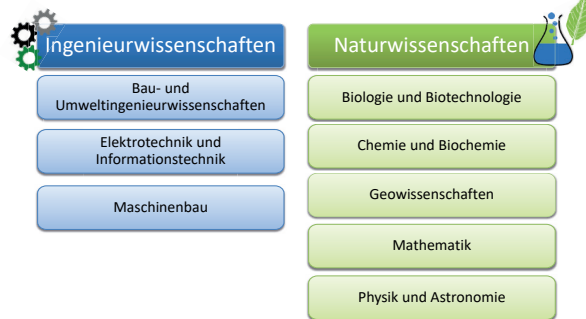 Ingenieurwissenschaften
Bau- und
Umweltingenieurwissenschaften
Elektrotechnik und
Informationstechnik
Maschinenbau
Naturwissenschaften
Biologie und Biotechnologie
Chemie und Biochemie
Geowissenschaften
Mathematik
Physik und Astronomie